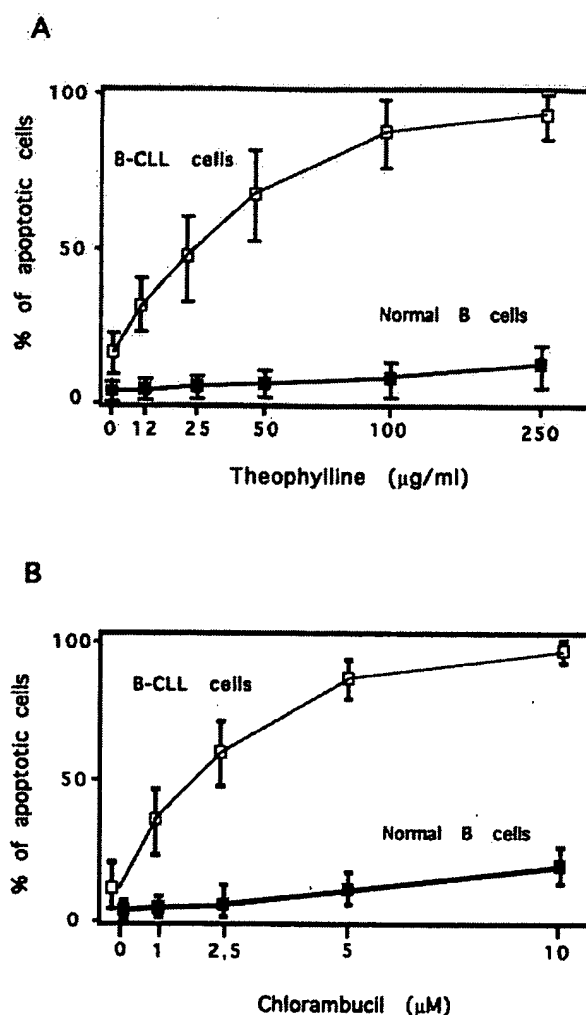 A
100
B-CLL cells
50
Normal B cells
0
% of apoptotic cells
0 12 25 50 100 250
Theophylline (µg/ml)
B
100
B-CLL cells
50
Normal B cells
0
% of apoptotic cells
0 1 2,5 5 10
Chlorambucil (µM)